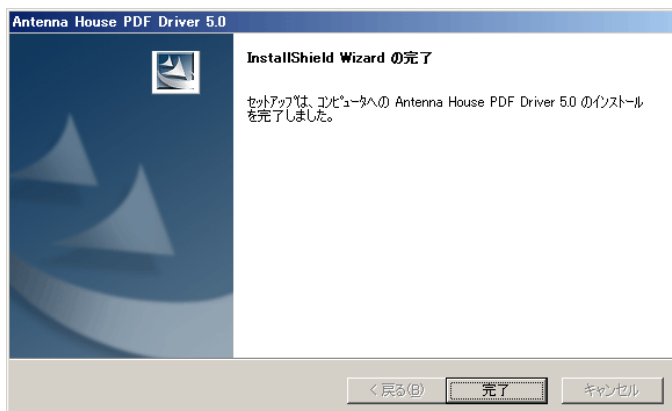 Antenna House PDF Driver 5.0
InstallShield Wizard の完了
セットアップは、コンピュータへの Antenna House PDF Driver 5.0 のインストール
を完了しました。
< 戻る(B)
完了
キャンセル